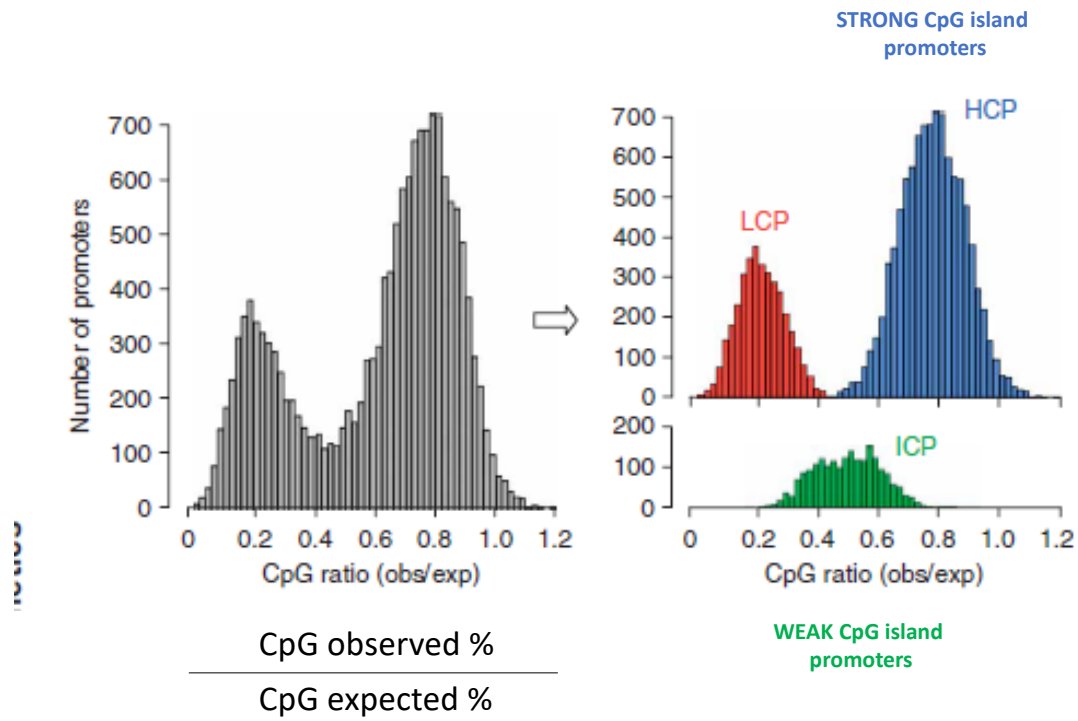 STRONG CpG island
promoters
700
600
500
400
300
200
100
0
Number of promoters
0 0.2 0.4 0.6 0.8 1.0 1.2
CpG ratio (obs/exp)
700
600
500
400
300
200
100
0
LCP
HCP
200
100
0
ICP
0 0.2 0.4 0.6 0.8 1.0 1.2
CpG ratio (obs/exp)
CpG observed %
CpG expected %
WEAK CpG island
promoters